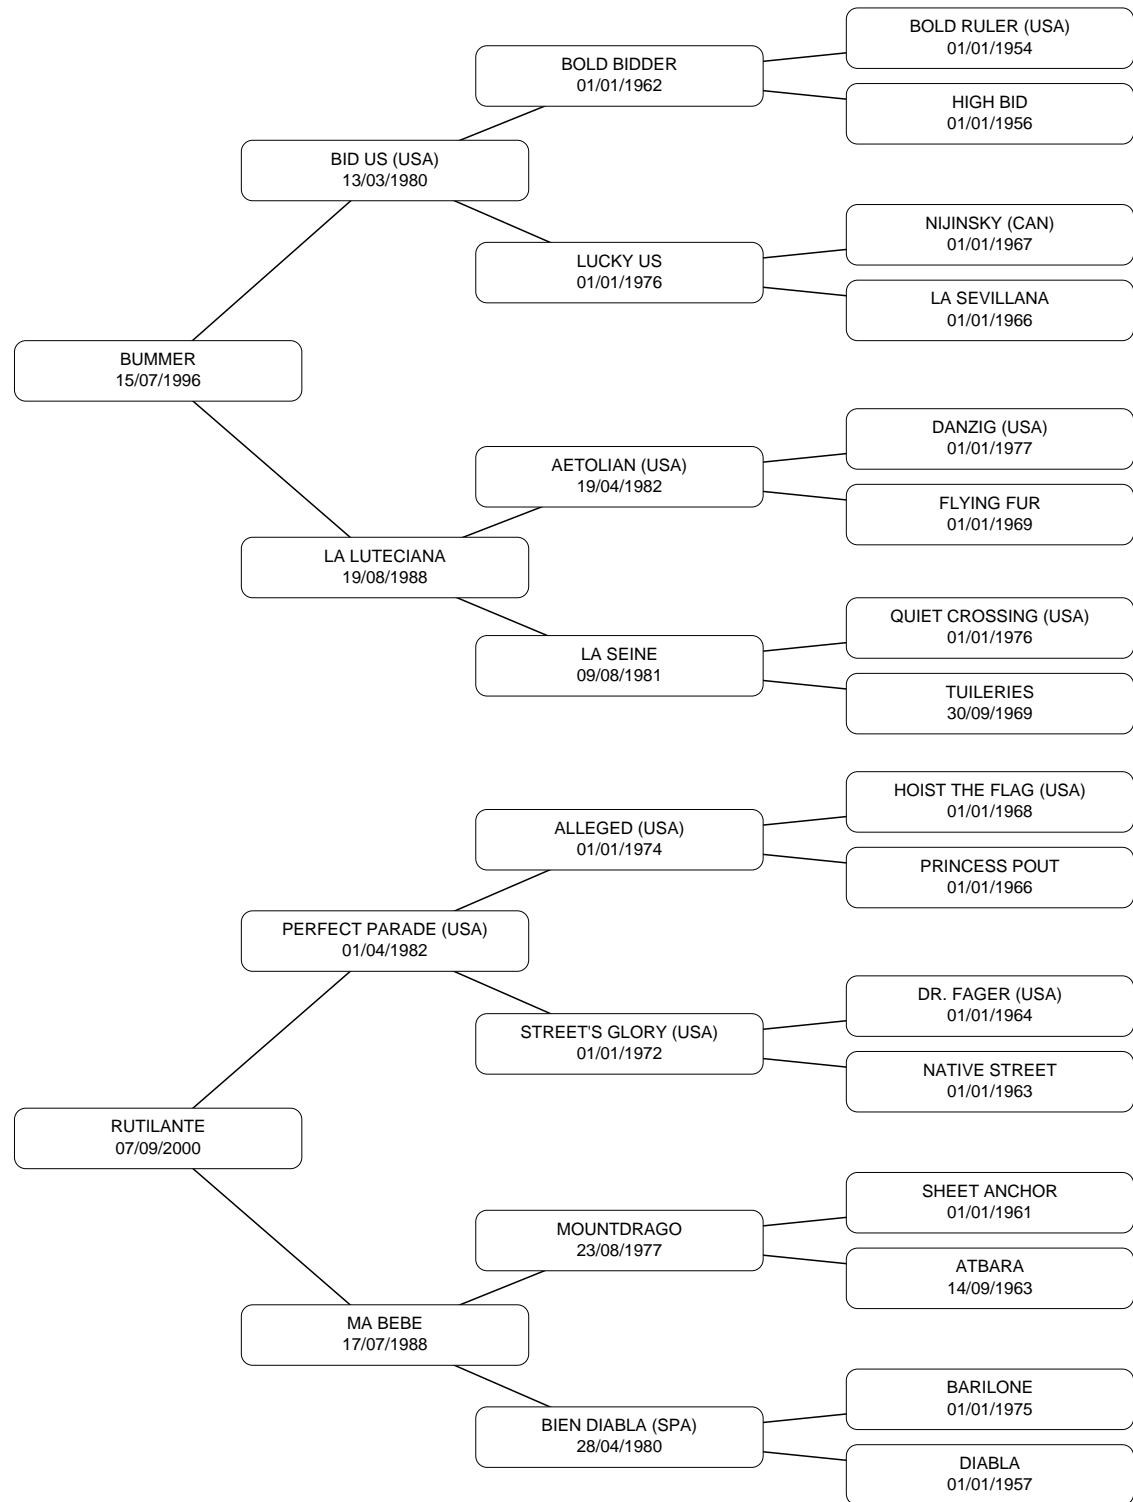 BOLD RULER (USA)
01/01/1954
BOLD BIDDER
01/01/1962
HIGH BID
01/01/1956
BID US (USA)
13/03/1980
NIJINSKY (CAN)
01/01/1967
LUCKY US
01/01/1976
LA SEVILLANA
01/01/1966
BUMMER
15/07/1996
DANZIG (USA)
01/01/1977
AETOLIAN (USA)
19/04/1982
FLYING FUR
01/01/1969
LA LUTECIANA
19/08/1988
QUIET CROSSING (USA)
01/01/1976
LA SEINE
09/08/1981
TUILERIES
30/09/1969
HOIST THE FLAG (USA)
01/01/1968
ALLEGED (USA)
01/01/1974
PRINCESS POUT
01/01/1966
PERFECT PARADE (USA)
01/04/1982
DR. FAGER (USA)
01/01/1964
STREET'S GLORY (USA)
01/01/1972
NATIVE STREET
01/01/1963
RUTILANTE
07/09/2000
SHEET ANCHOR
01/01/1961
MOUNTDRAGO
23/08/1977
ATBARA
14/09/1963
MA BEBE
17/07/1988
BARILONE
01/01/1975
BIEN DIABLA (SPA)
28/04/1980
DIABLA
01/01/1957